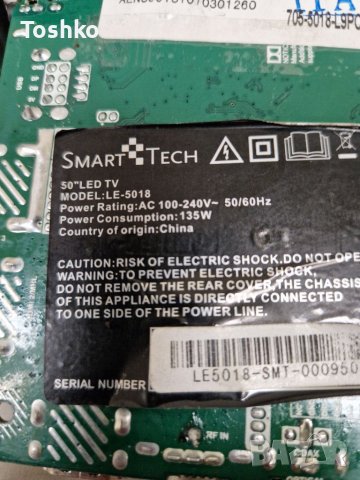 Toshko
705-5018-L9PC
SMART TECH
50"LED TV
MODEL:LE-5018
Power Rating:AC 100-240V~ 50/60Hz
Power Consumption:135W
Country of origin:China
CAUTION:RISK OF ELECTRIC SHOCK.DO NOT OPE
WARNING:TO PREVENT ELECTRIC SHOCK.
DO NOT REMOVE THE REAR COVER,THE CHASSIS
OF THIS APPLIANCE IS DIRECTLY CONNECTED
TO ONE SIDE OF THE POWER.
SERIAL NUMBER
LE5018-SMT-000950
RF IN